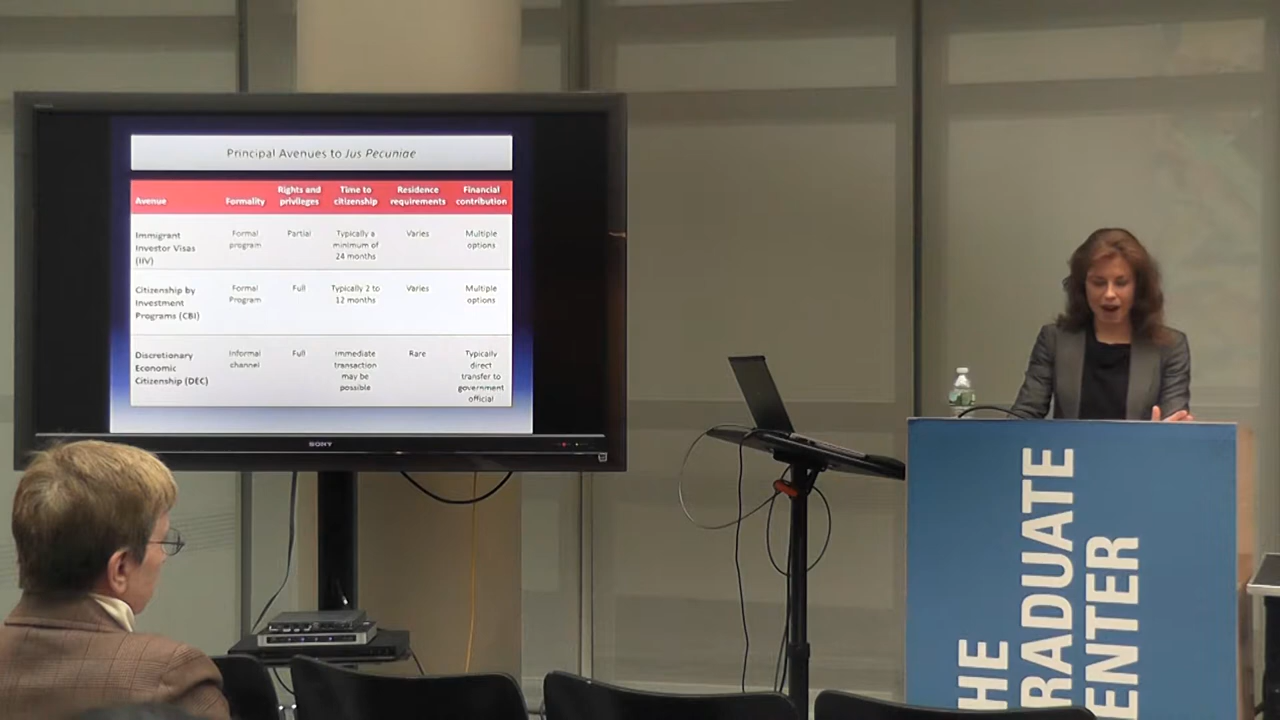 Principal Avenues to Jus Pecuniae
Avenue
Formality
Rights and
privileges
Time to
citizenship
Residence
requirements
Financial
contribution
Immigrant
Investor Visas
(IIV)
Formal
program
Partial
Typically a
minimum of
24 months
Varies
Multiple
options
Citizenship by
Investment
Programs (CBI)
Formal
Program
Full
Typically 2 to
12 months
Varies
Multiple
options
Discretionary
Economic
Citizenship (DEC)
Informal
channel
Full
Immediate
transaction
may be
possible
Rare
Typically
direct
transfer to
government
official
SONY
HE
RADUATE
ENTER